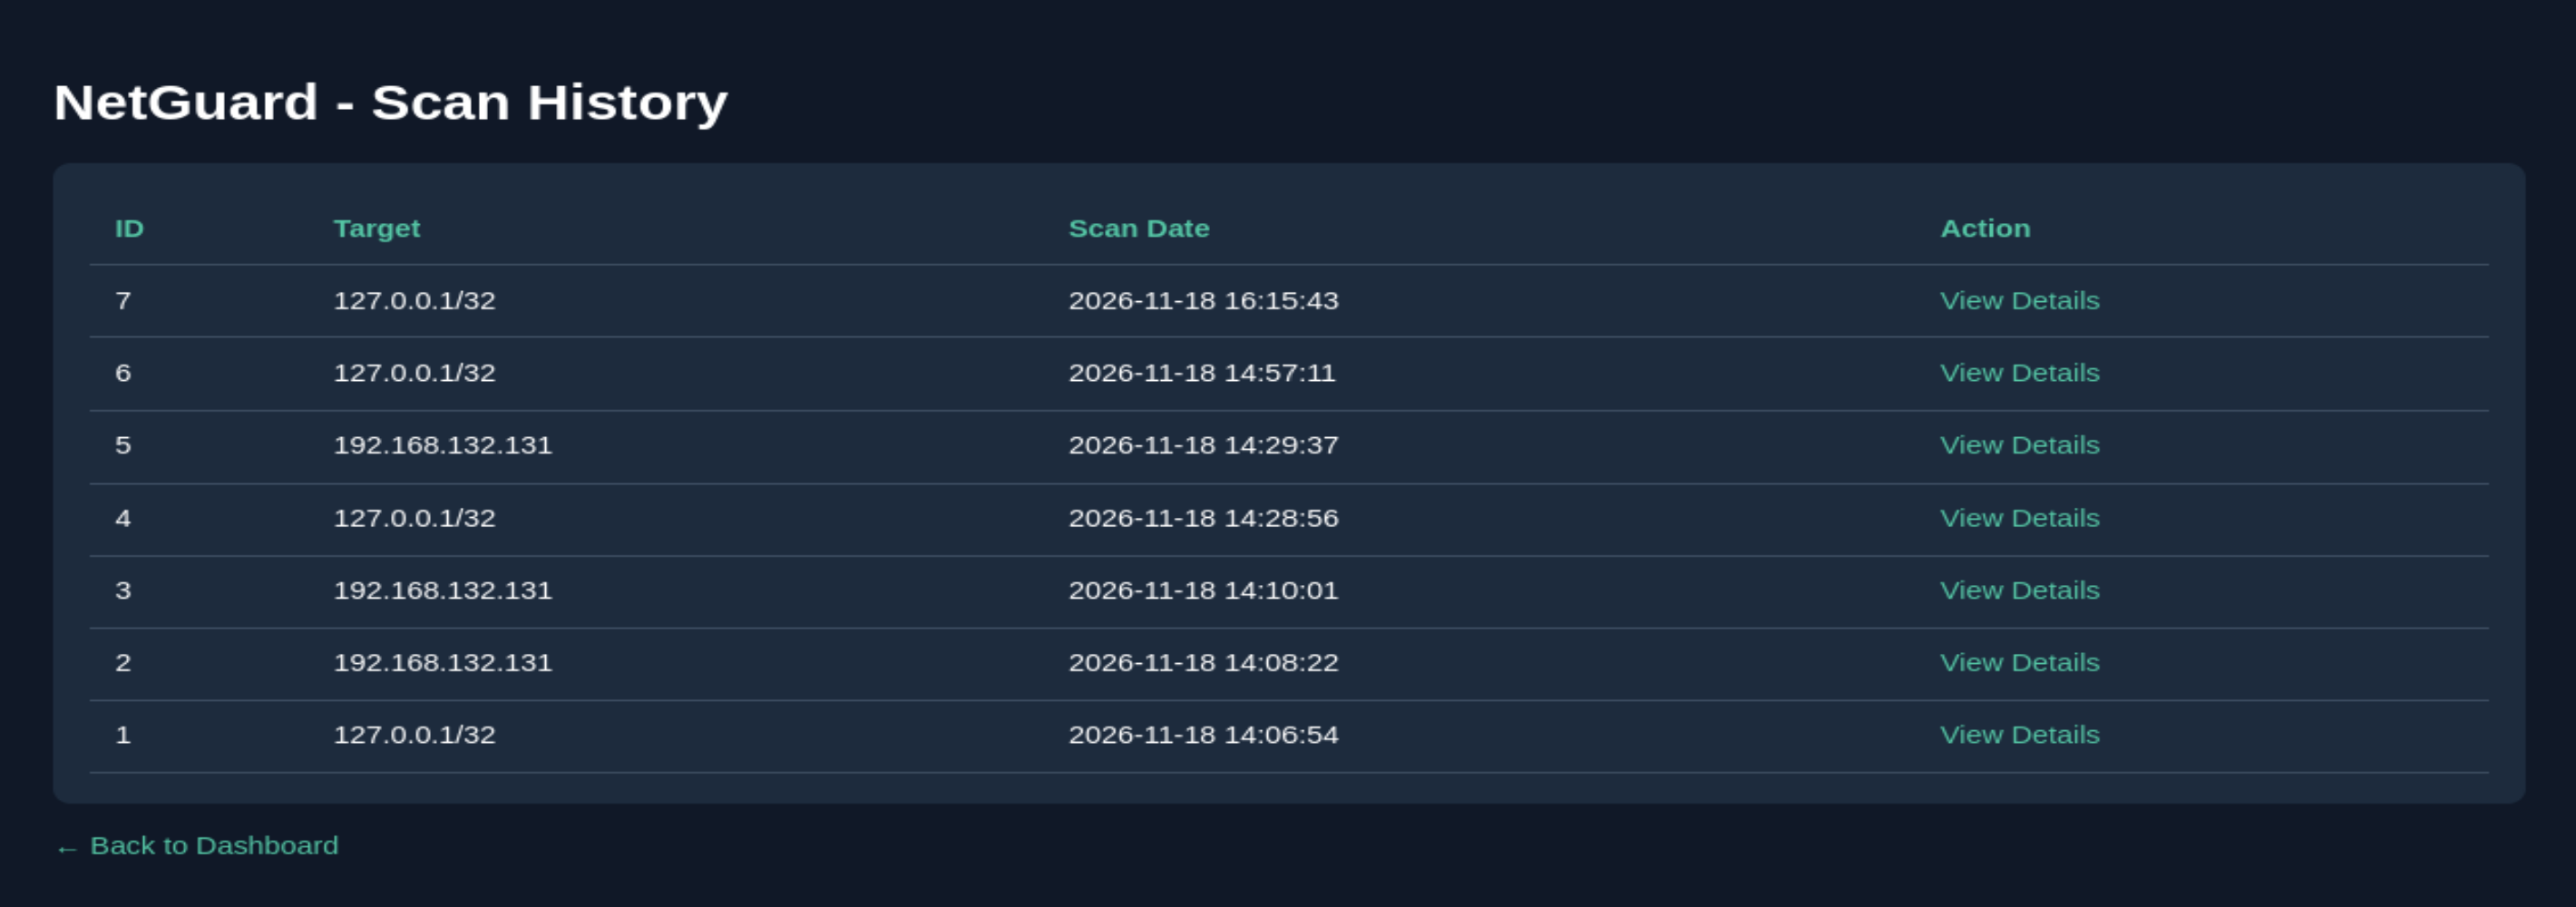 NetGuard - Scan History
ID Target Scan Date Action
7 127.0.0.1/32 2026-11-18 16:15:43 View Details
6 127.0.0.1/32 2026-11-18 14:57:11 View Details
5 192.168.132.131 2026-11-18 14:29:37 View Details
4 127.0.0.1/32 2026-11-18 14:28:56 View Details
3 192.168.132.131 2026-11-18 14:10:01 View Details
2 192.168.132.131 2026-11-18 14:08:22 View Details
1 127.0.0.1/32 2026-11-18 14:06:54 View Details
← Back to Dashboard